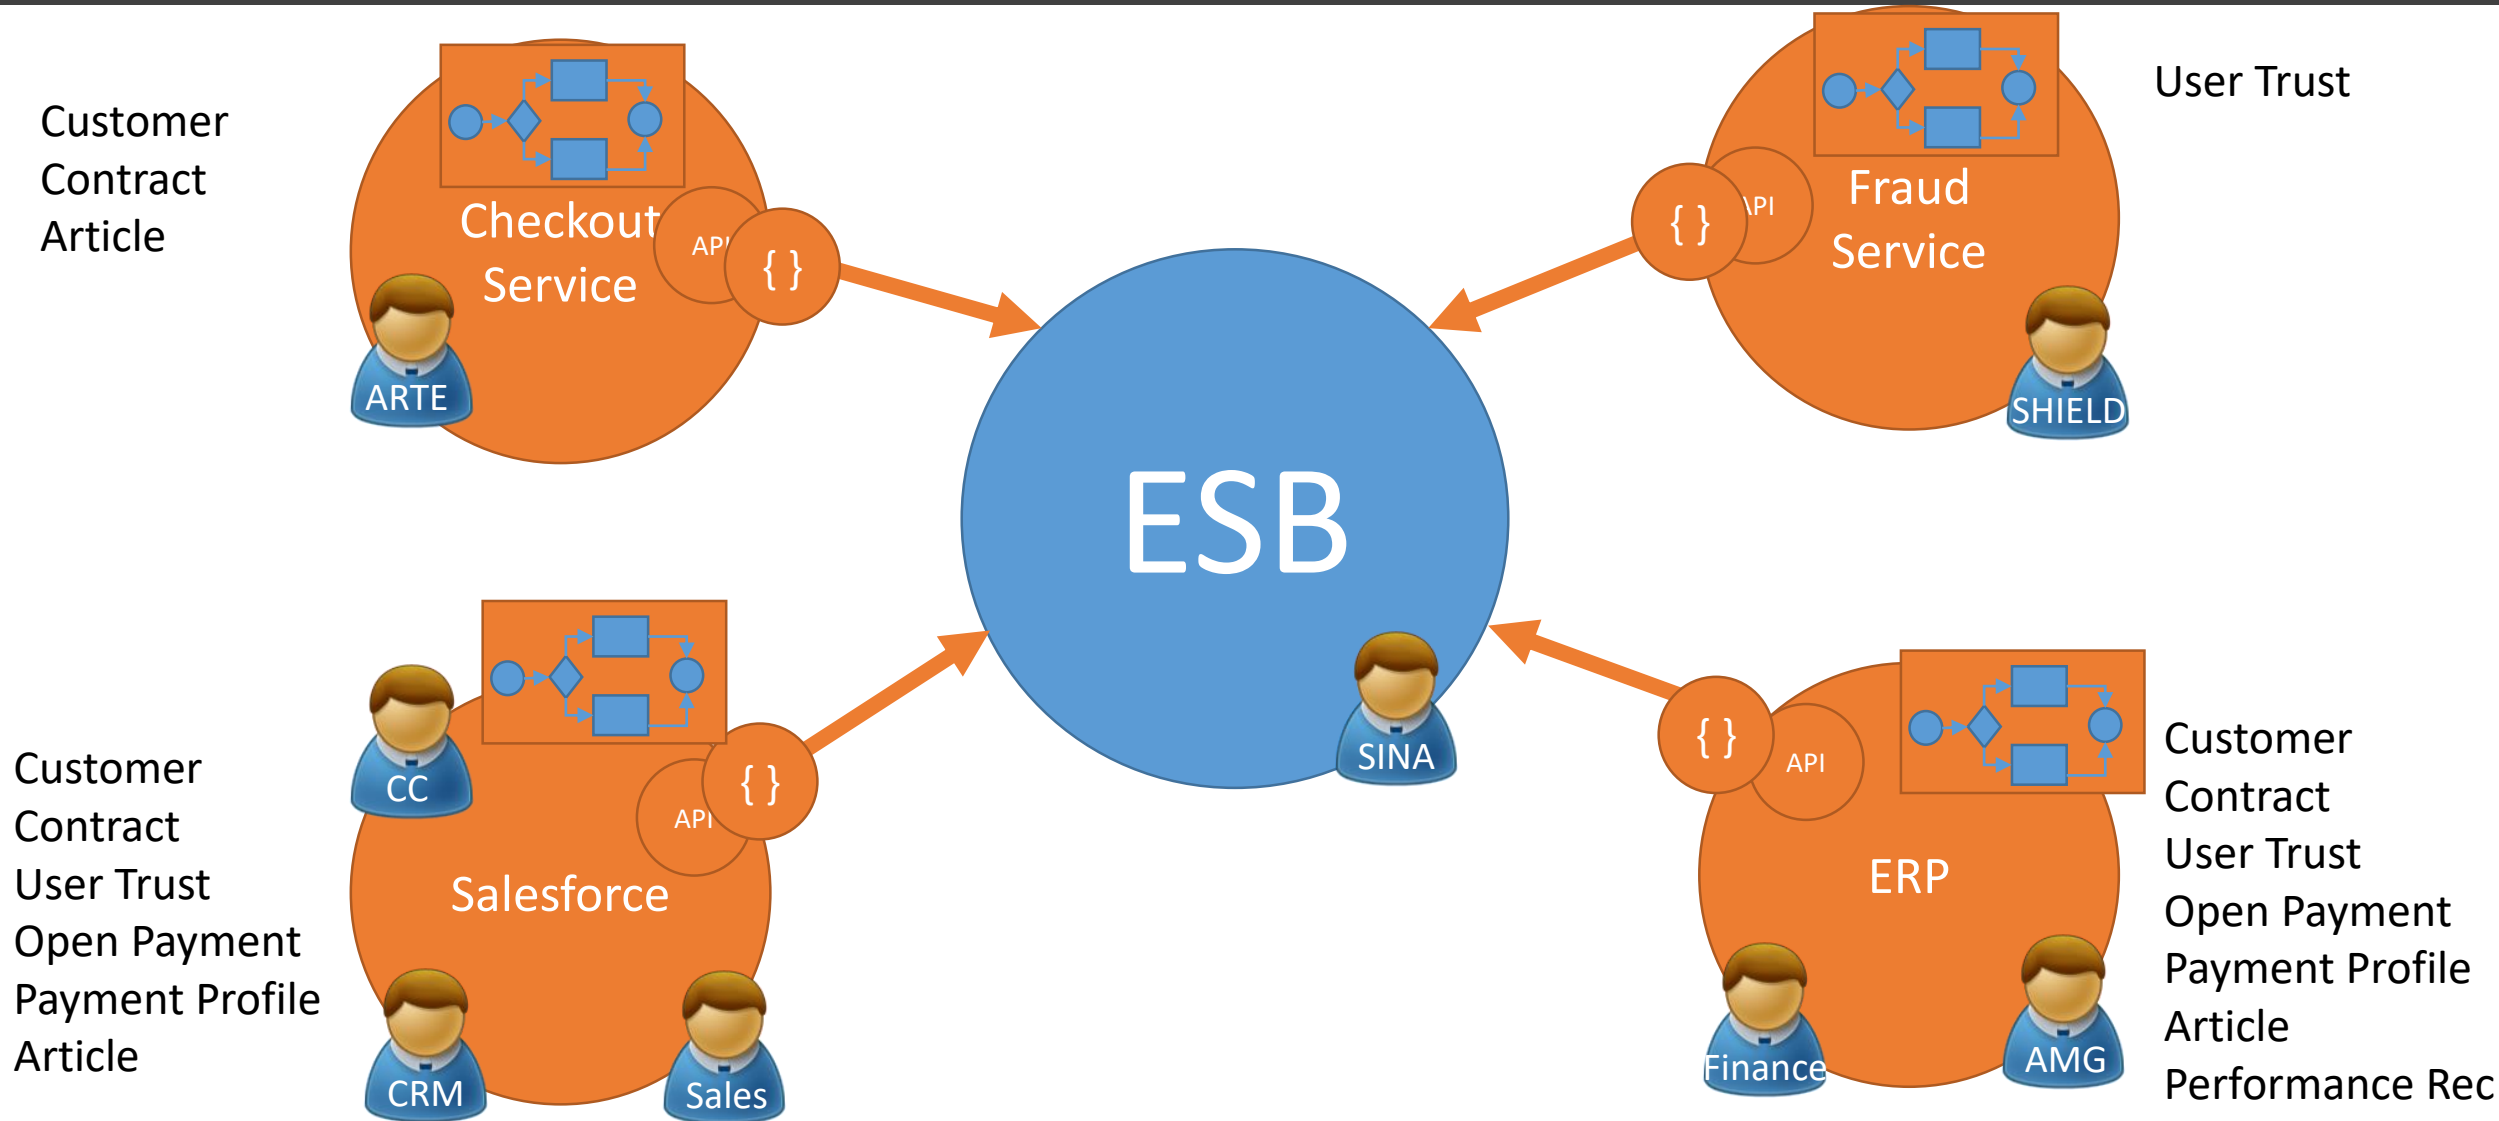 Customer
Contract
Article
Checkout
Service
API
{ }
ARTE
User Trust
Fraud
Service
API
{ }
SHIELD
ESB
SINA
Customer
Contract
User Trust
Open Payment
Payment Profile
Article
CC
API
{ }
Salesforce
CRM
Sales
{ }
API
ERP
Finance
AMG
Customer
Contract
User Trust
Open Payment
Payment Profile
Article
Performance Rec